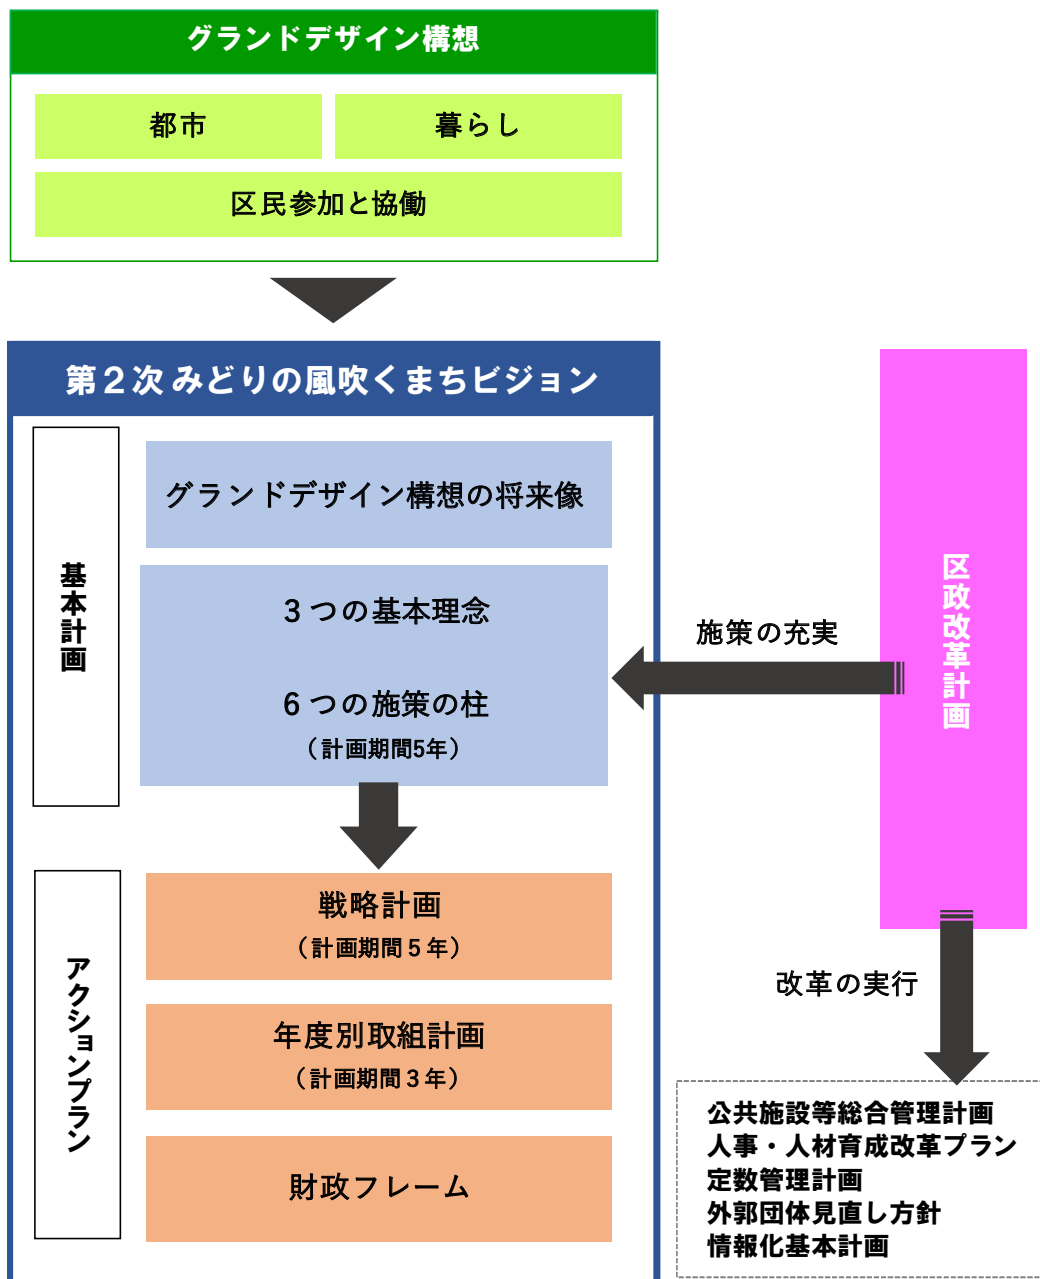 グランドデザイン構想
都市
暮らし
区民参加と協働
第２次 みどりの風吹くまちビジョン
基本計画
グランドデザイン構想の将来像
３つの基本理念
６つの施策の柱
（計画期間5年）
施策の充実
区政改革計画
アクションプラン
戦略計画
（計画期間５年）
年度別取組計画
（計画期間３年）
財政フレーム
改革の実行
公共施設等総合管理計画
人事・人材育成改革プラン
定数管理計画
外郭団体見直し方針
情報化基本計画